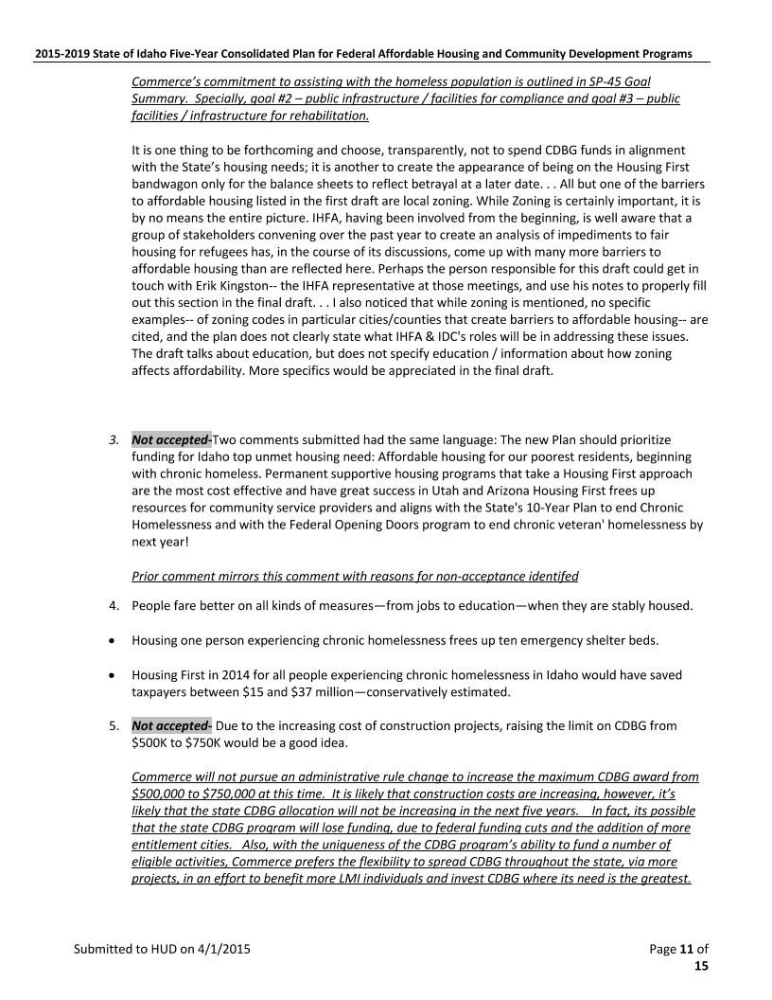 2015-2019 State of Idaho Five-Year Consolidated Plan for Federal Affordable Housing and Community Development Programs
Commerce's commitment to assisting with the homeless population is outlined in SP-45 Goal
Summary.  Specially, goal #2 – public infrastructure / facilities for compliance and goal #3 – public
facilities / infrastructure for rehabilitation.
It is one thing to be forthcoming and choose, transparently, not to spend CDBG funds in alignment
with the State's housing needs; it is another to create the appearance of being on the Housing First
bandwagon only for the balance sheets to reflect betrayal at a later date. . . All but one of the barriers
to affordable housing listed in the first draft are local zoning. While Zoning is certainly important, it is
by no means the entire picture. IHFA, having been involved from the beginning, is well aware that a
group of stakeholders convening over the past year to create an analysis of impediments to fair
housing for refugees has, in the course of its discussions, come up with many more barriers to
affordable housing than are reflected here. Perhaps the person responsible for this draft could get in
touch with Erik Kingston-- the IHFA representative at those meetings, and use his notes to properly fill
out this section in the final draft. . . I also noticed that while zoning is mentioned, no specific
examples-- of zoning codes in particular cities/counties that create barriers to affordable housing-- are
cited, and the plan does not clearly state what IHFA & IDC's roles will be in addressing these issues.
The draft talks about education, but does not specify education / information about how zoning
affects affordability. More specifics would be appreciated in the final draft.
3. Not accepted-Two comments submitted had the same language: The new Plan should prioritize
funding for Idaho top unmet housing need: Affordable housing for our poorest residents, beginning
with chronic homeless. Permanent supportive housing programs that take a Housing First approach
are the most cost effective and have great success in Utah and Arizona Housing First frees up
resources for community service providers and aligns with the State's 10-Year Plan to end Chronic
Homelessness and with the Federal Opening Doors program to end chronic veteran' homelessness by
next year!
Prior comment mirrors this comment with reasons for non-acceptance identifed
4. People fare better on all kinds of measures—from jobs to education—when they are stably housed.
• Housing one person experiencing chronic homelessness frees up ten emergency shelter beds.
• Housing First in 2014 for all people experiencing chronic homelessness in Idaho would have saved
taxpayers between $15 and $37 million—conservatively estimated.
5. Not accepted- Due to the increasing cost of construction projects, raising the limit on CDBG from
$500K to $750K would be a good idea.
Commerce will not pursue an administrative rule change to increase the maximum CDBG award from
$500,000 to $750,000 at this time.  It is likely that construction costs are increasing, however, it's
likely that the state CDBG allocation will not be increasing in the next five years.   In fact, its possible
that the state CDBG program will lose funding, due to federal funding cuts and the addition of more
entitlement cities.   Also, with the uniqueness of the CDBG program's ability to fund a number of
eligible activities, Commerce prefers the flexibility to spread CDBG throughout the state, via more
projects, in an effort to benefit more LMI individuals and invest CDBG where its need is the greatest.
Submitted to HUD on 4/1/2015 Page 11 of
15